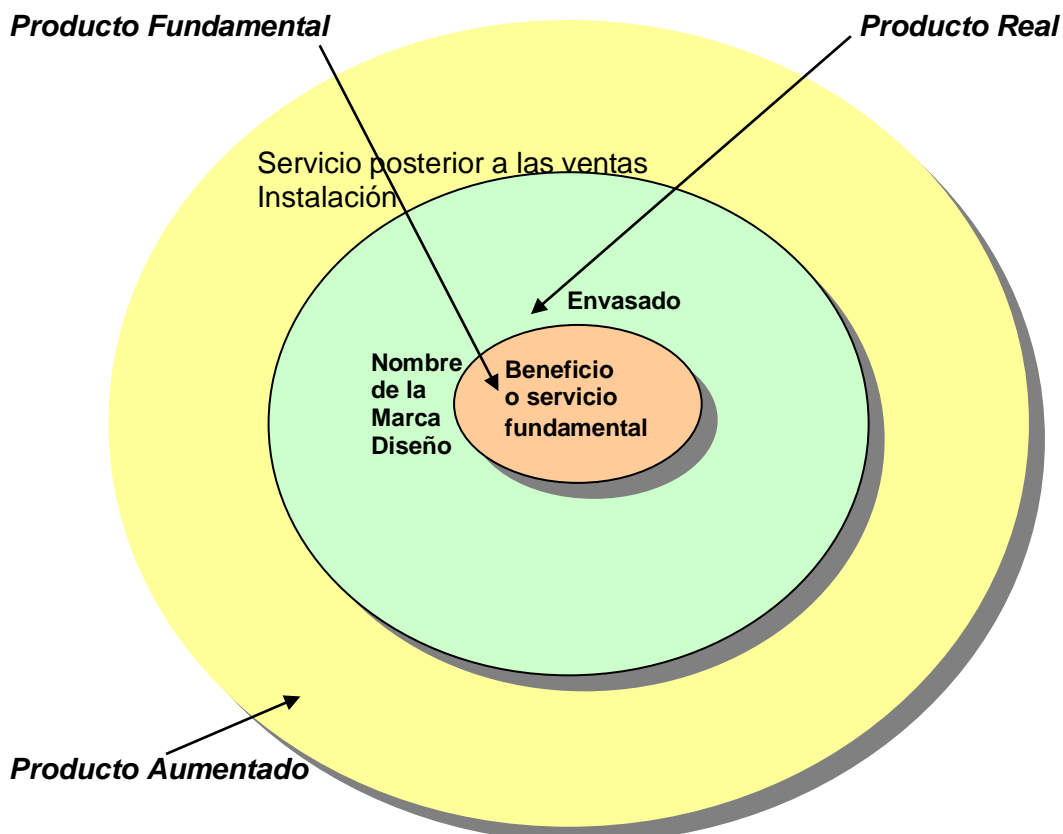 Producto Fundamental
Producto Real
Servicio posterior a las ventas
Instalación
Envasado
Nombre
de la
Marca
Diseño
Beneficio
o servicio
fundamental
Producto Aumentado